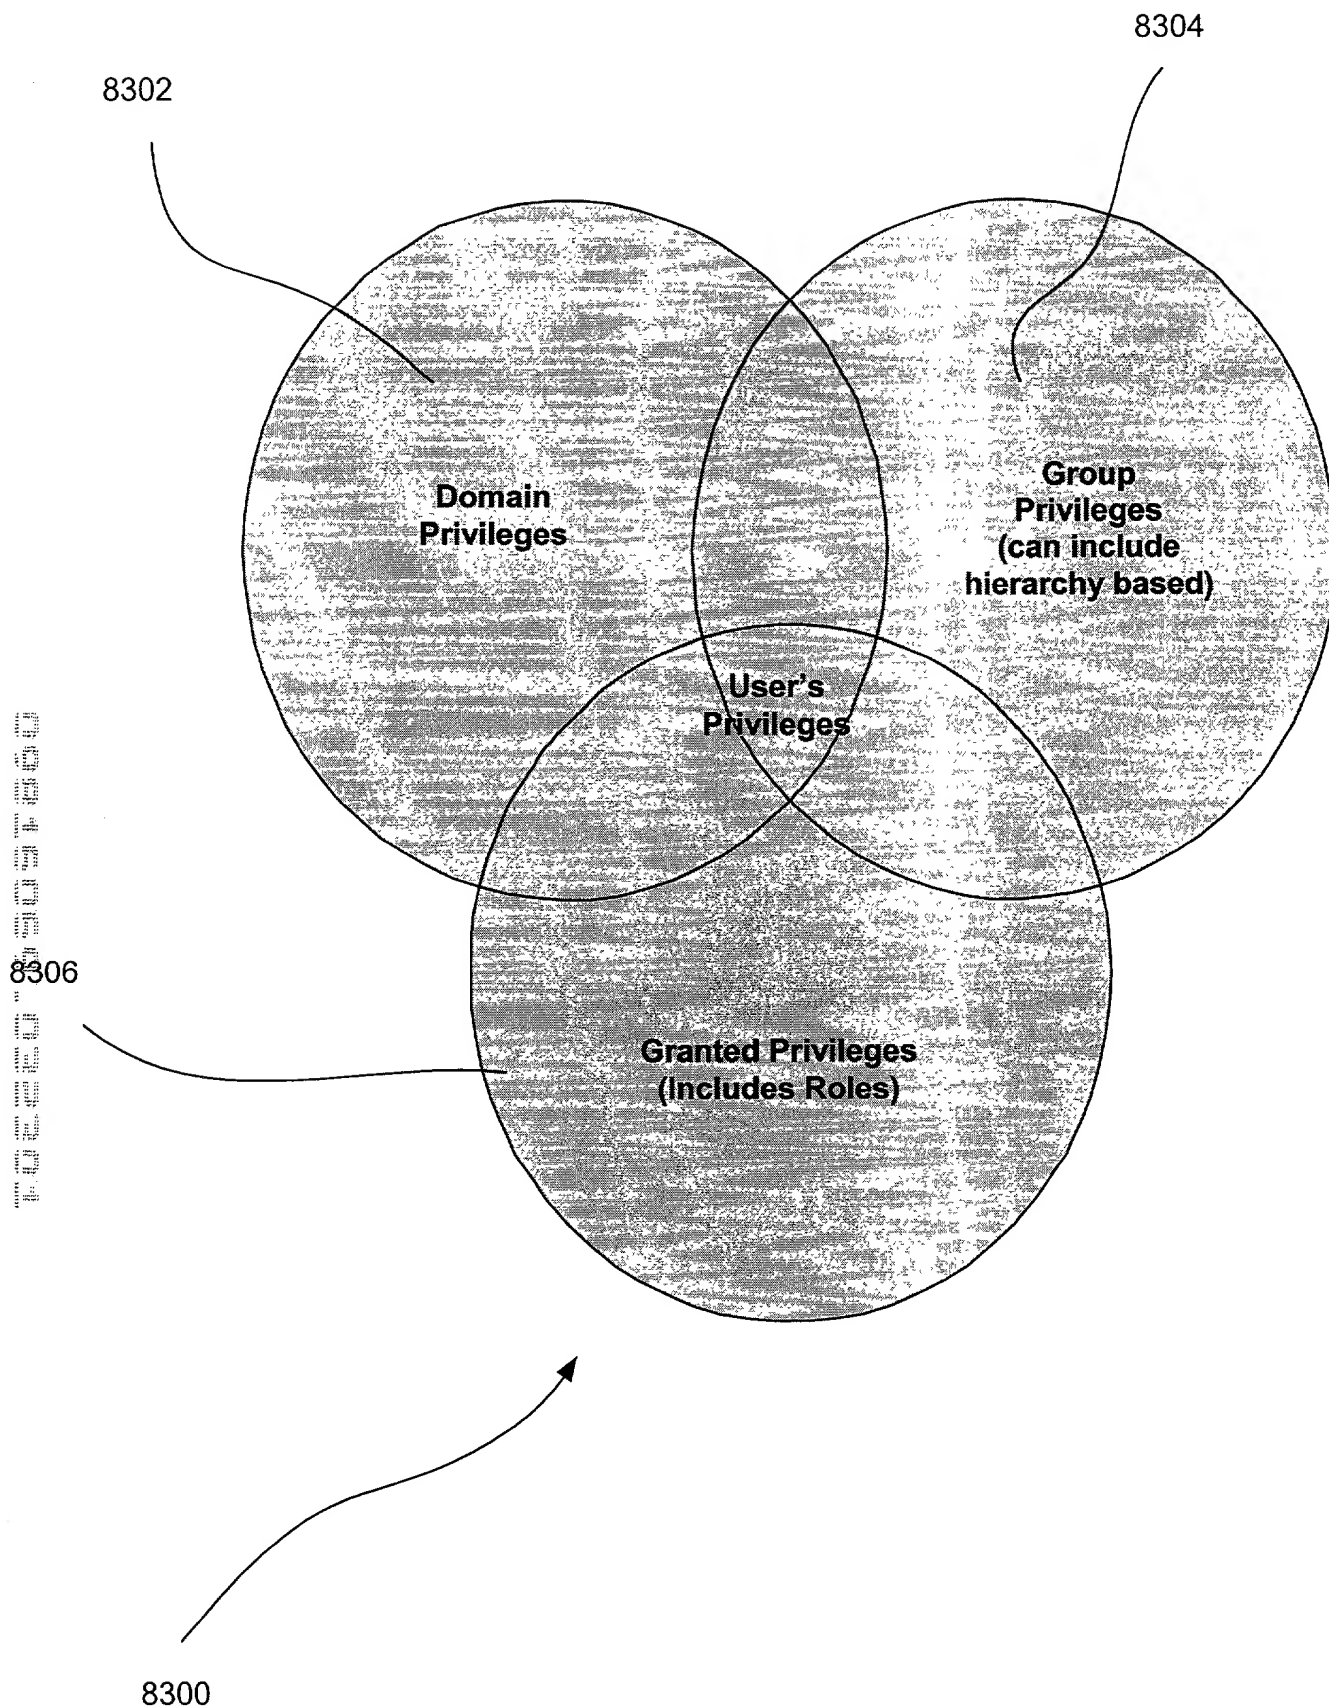 8304
8302
Domain
Privileges
Group
Privileges
(can include
hierarchy based)
User's
Privileges
8306
Granted Privileges
(Includes Roles)
8300